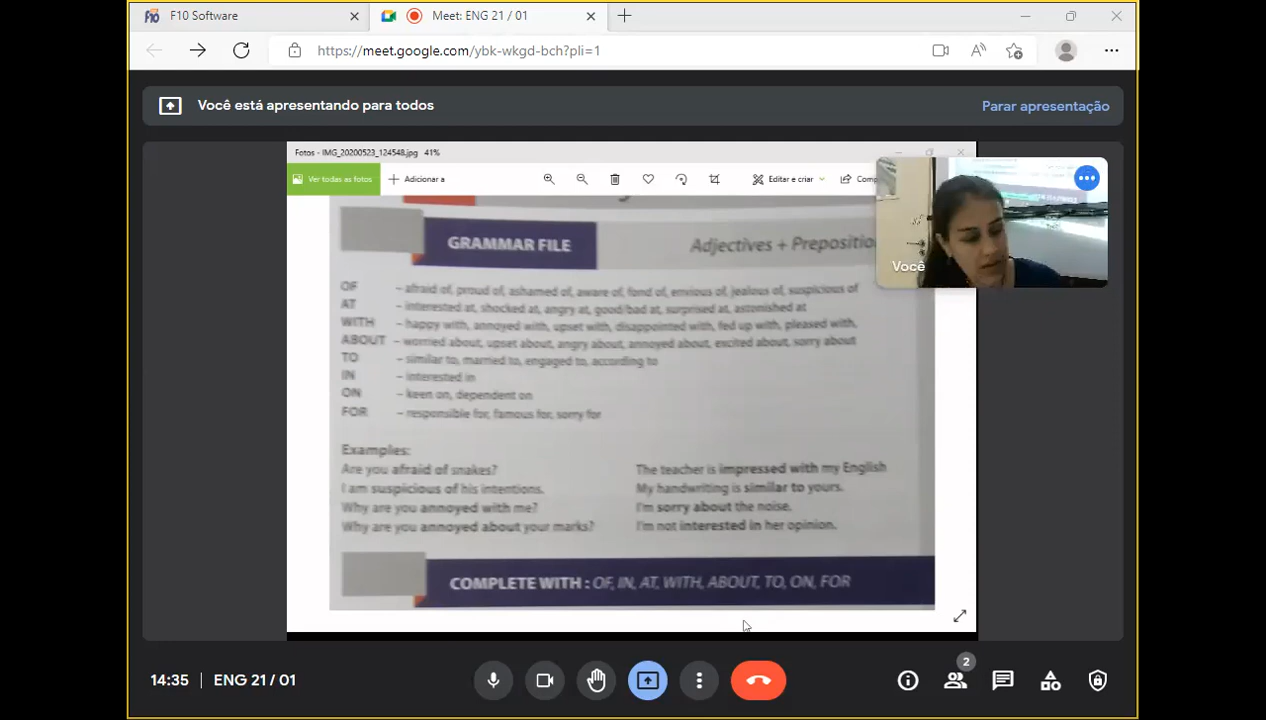 F10 Software
Meet: ENG 21 / 01
https://meet.google.com/ybk-wkgd-bch?pli=1
Você está apresentando para todos
Parar apresentação
Fotos - IMG_20200523_124548.jpg 41%
Ver todas as fotos
Adicionar a
Editar e criar
Comp
GRAMMAR FILE
Adjectives + Prepositio
OF – afraid of, proud of, ashamed of, aware of, fond of, envious of, jealous of, suspicious of
AT – interested at, shocked at, angry at, good/bad at, surprised at, astonished at
WITH – happy with, annoyed with, upset with, disappointed with, fed up with, pleased with,
ABOUT – worried about, upset about, angry about, annoyed about, excited about, sorry about
TO – similar to, married to, engaged to, according to
IN – interested in
ON – keen on, dependent on
FOR – responsible for, famous for, sorry for
Examples:
Are you afraid of snakes?
I am suspicious of his intentions.
Why are you annoyed with me?
Why are you annoyed about your marks?
The teacher is impressed with my English
My handwriting is similar to yours.
I'm sorry about the noise.
I'm not interested in her opinion.
COMPLETE WITH : OF, IN, AT, WITH, ABOUT, TO, ON, FOR
Você
14:35 | ENG 21 / 01
2